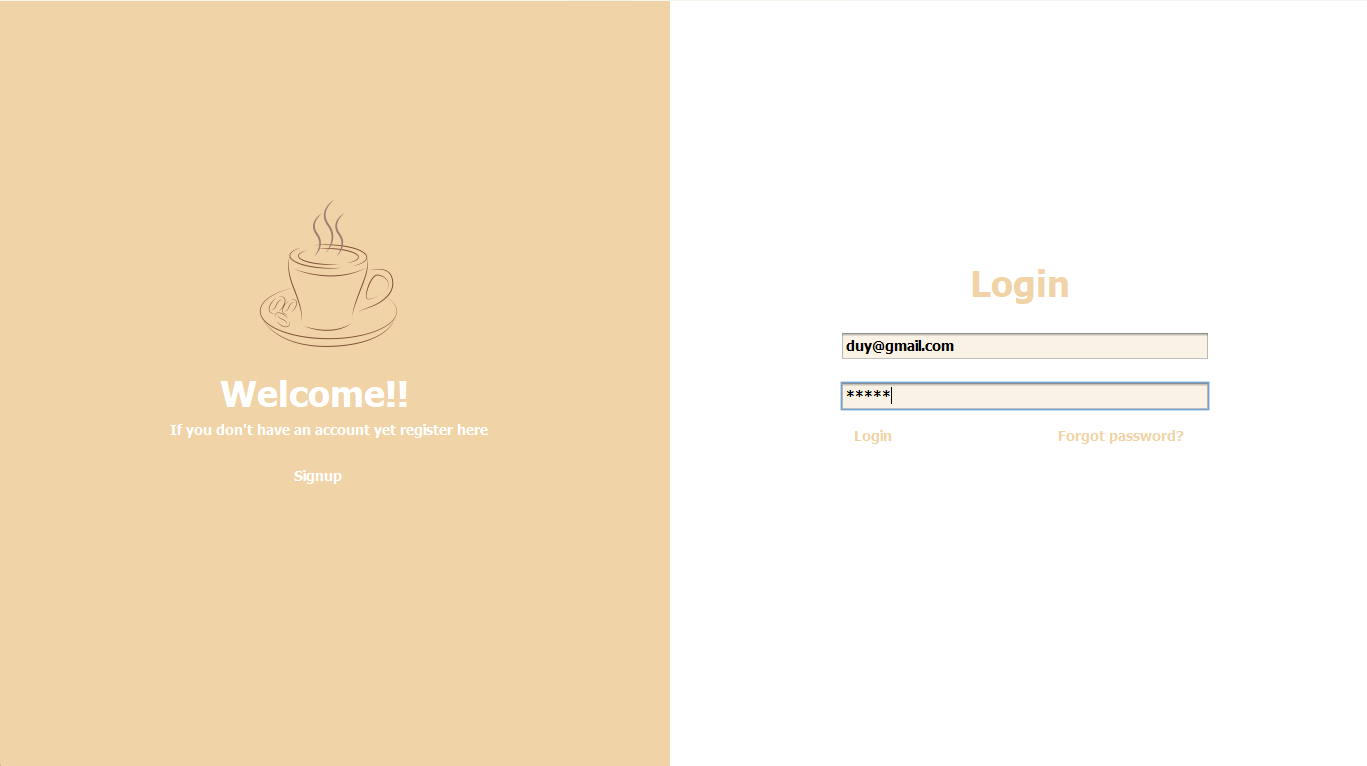 Welcome!!
If you don't have an account yet register here
Signup
Login
duy@gmail.com
*****
Login
Forgot password?